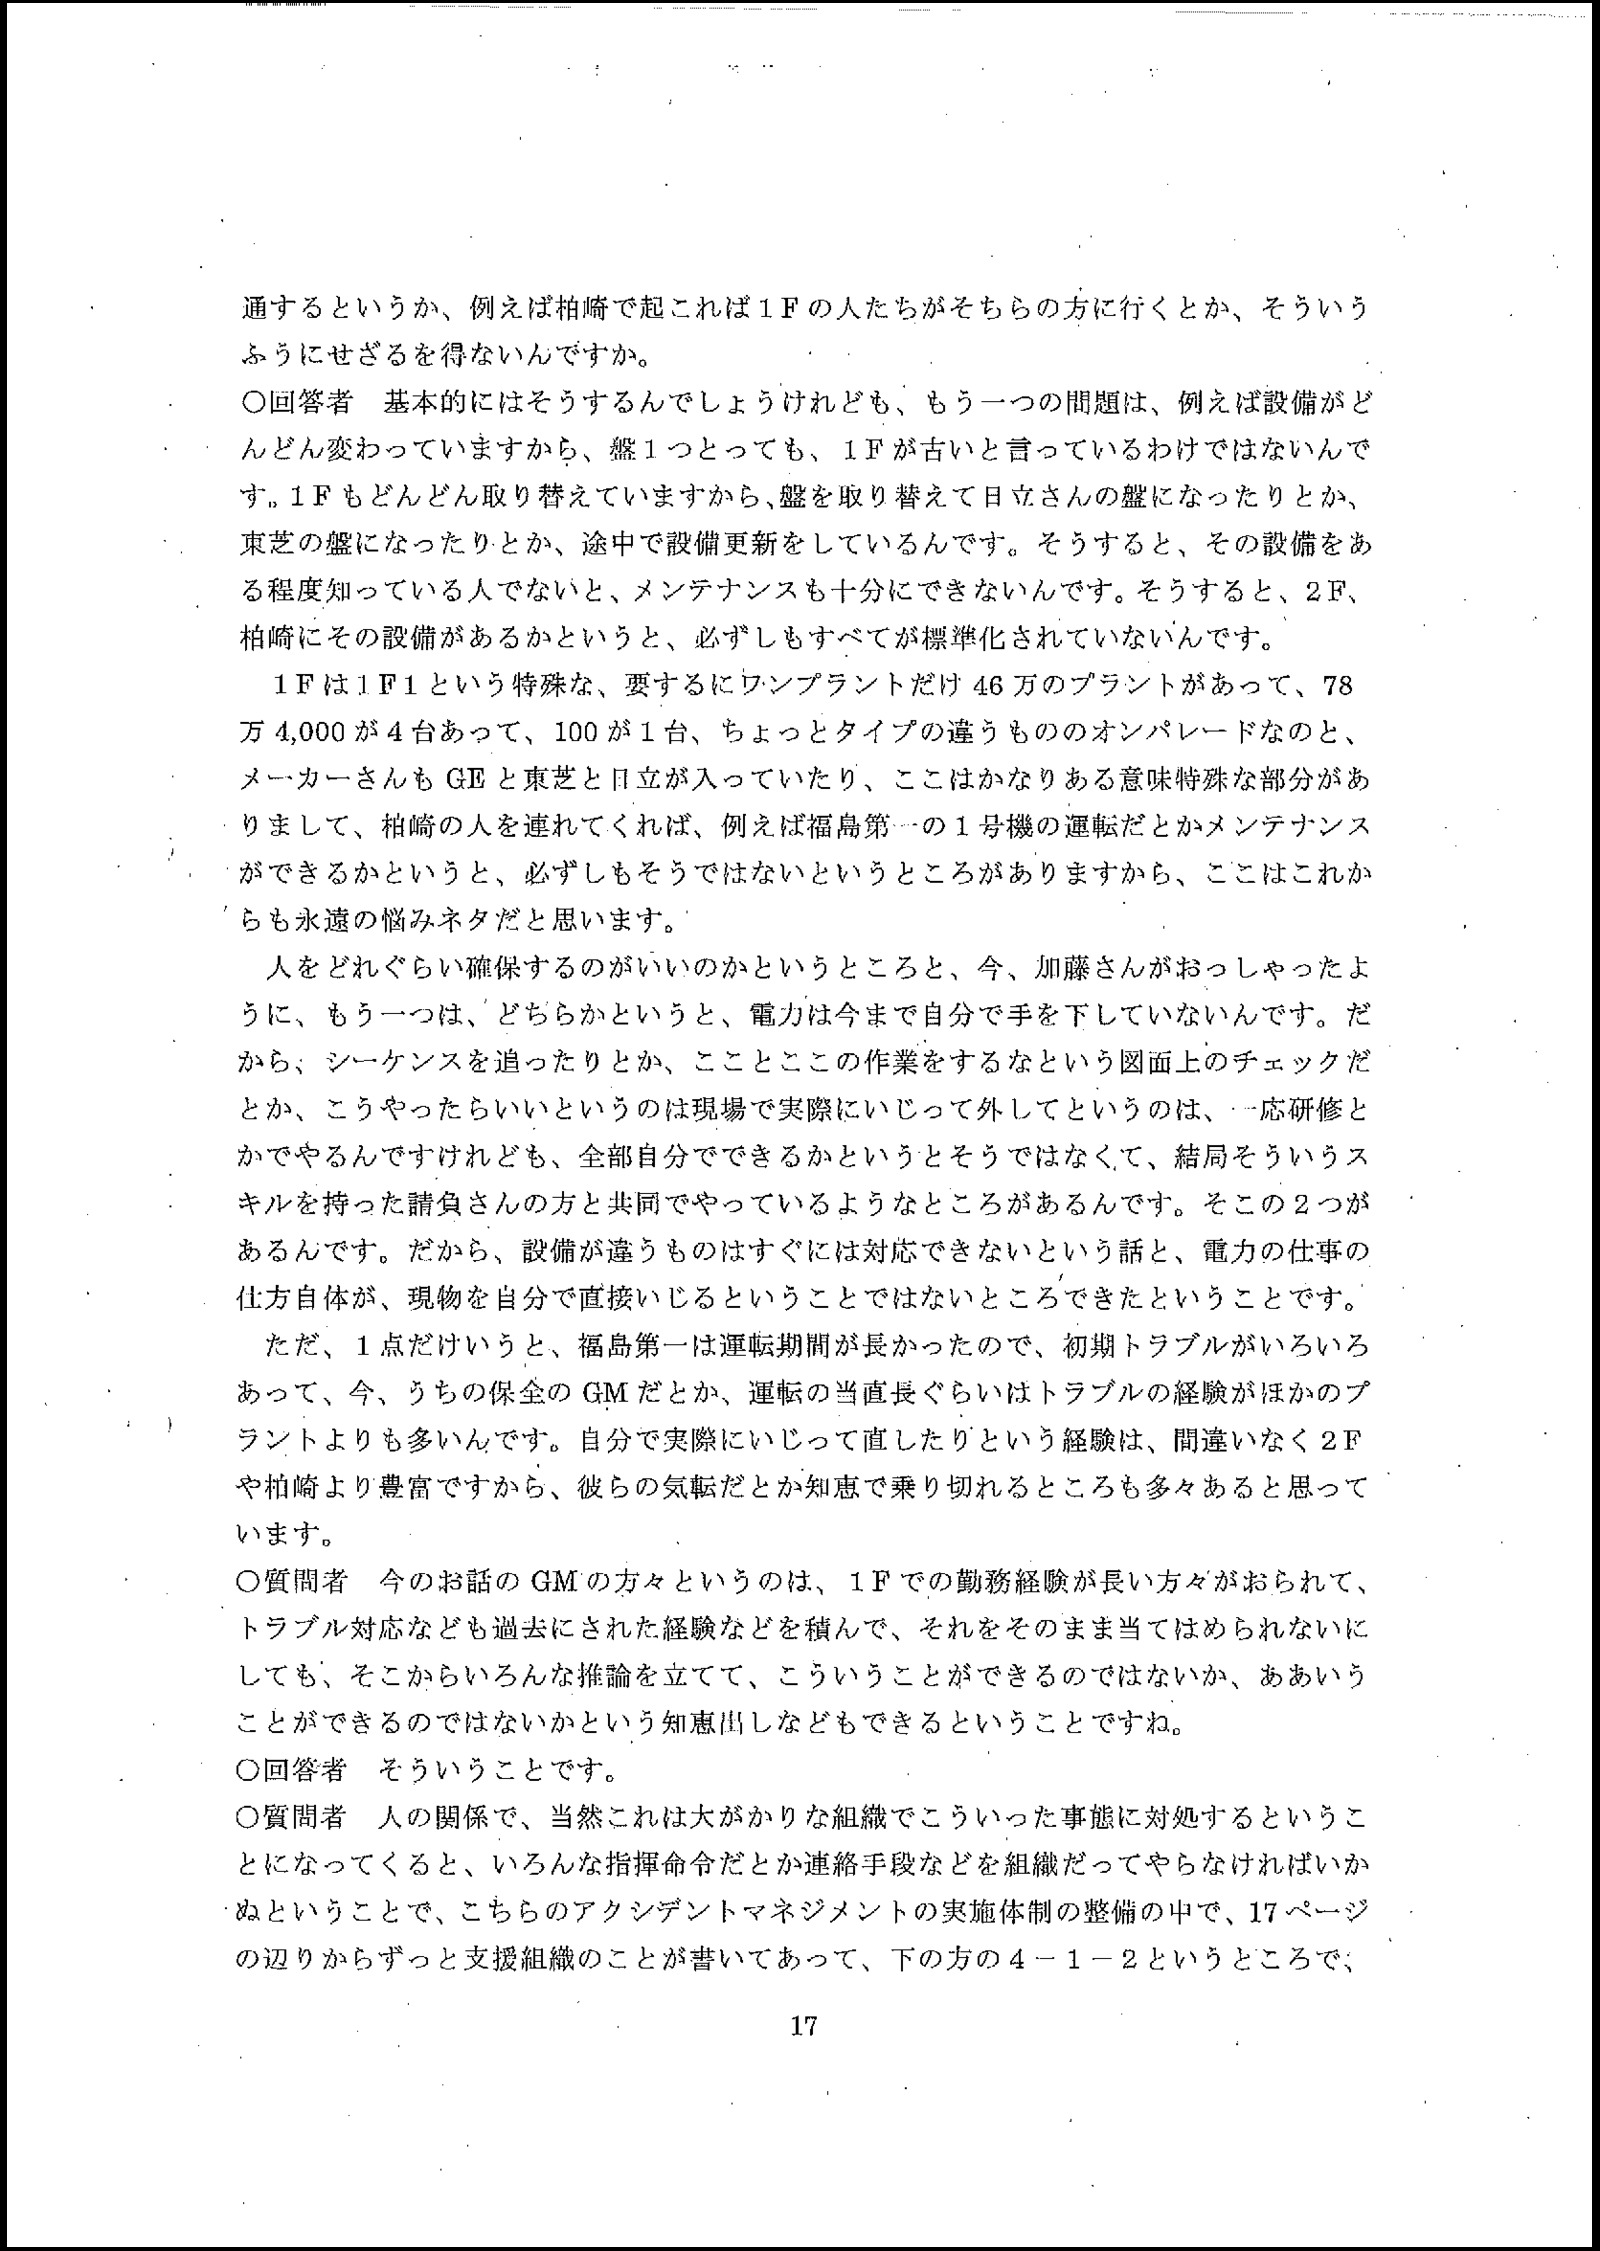 通するというか、例えば柏崎で起これば１Ｆの人たちがそちらの方に行くとか、そういう
ふうにせざるを得ないんですか。
○回答者　基本的にはそうするんでしょうけれども、もう一つの問題は、例えば設備がど
んどん変わっていますから、盤１つとっても、１Ｆが古いと言っているわけではないんで
す。１Ｆもどんどん取り替えていますから、盤を取り替えて日立さんの盤になったりとか、
東芝の盤になったりとか、途中で設備更新をしているんです。そうすると、その設備をあ
る程度知っている人でないと、メンテナンスも十分にできないんです。そうすると、２Ｆ、
柏崎にその設備があるかというと、必ずしもすべてが標準化されていないんです。
　１Ｆは１Ｆ１という特殊な、要するにワンプラントだけ 46 万のプラントがあって、78
万 4,000 が４台あって、100 が１台、ちょっとタイプの違うもののオンパレードなのと、
メーカーさんも GE と東芝と日立が入っていたり、ここはかなりある意味特殊な部分があ
りまして、柏崎の人を連れてくれば、例えば福島第一の１号機の運転だとかメンテナンス
ができるかというと、必ずしもそうではないというところがありますから、ここはこれか
らも永遠の悩みネタだと思います。
　人をどれぐらい確保するのがいいのかというところと、今、加藤さんがおっしゃったよ
うに、もう一つは、どちらかというと、電力は今まで自分で手を下していないんです。だ
から、シーケンスを追ったりとか、こことここの作業をするなという図面上のチェックだ
とか、こうやったらいいというのは現場で実際にいじって外してというのは、一応研修と
かでやるんですけれども、全部自分でできるかというとそうではなくて、結局そういうス
キルを持った請負さんの方と共同でやっているようなところがあるんです。そこの２つが
あるんです。だから、設備が違うものはすぐには対応できないという話と、電力の仕事の
仕方自体が、現物を自分で直接いじるということではないところできたということです。
　ただ、１点だけいうと、福島第一は運転期間が長かったので、初期トラブルがいろいろ
あって、今、うちの保全の GM だとか、運転の当直長ぐらいはトラブルの経験がほかのプ
ラントよりも多いんです。自分で実際にいじって直したりという経験は、間違いなく２Ｆ
や柏崎より豊富ですから、彼らの気転だとか知恵で乗り切れるところも多々あると思って
います。
○質問者　今のお話の GM の方々というのは、１Ｆでの勤務経験が長い方々がおられて、
トラブル対応なども過去にされた経験などを積んで、それをそのまま当てはめられないに
しても、そこからいろんな推論を立てて、こういうことができるのではないか、ああいう
ことができるのではないかという知恵出しなどもできるということですね。
○回答者　そういうことです。
○質問者　人の関係で、当然これは大がかりな組織でこういった事態に対処するというこ
とになってくると、いろんな指揮命令だとか連絡手段などを組織だってやらなければいか
ぬということで、こちらのアクシデントマネジメントの実施体制の整備の中で、17 ページ
の辺りからずっと支援組織のことが書いてあって、下の方の４－１－２というところで、
17